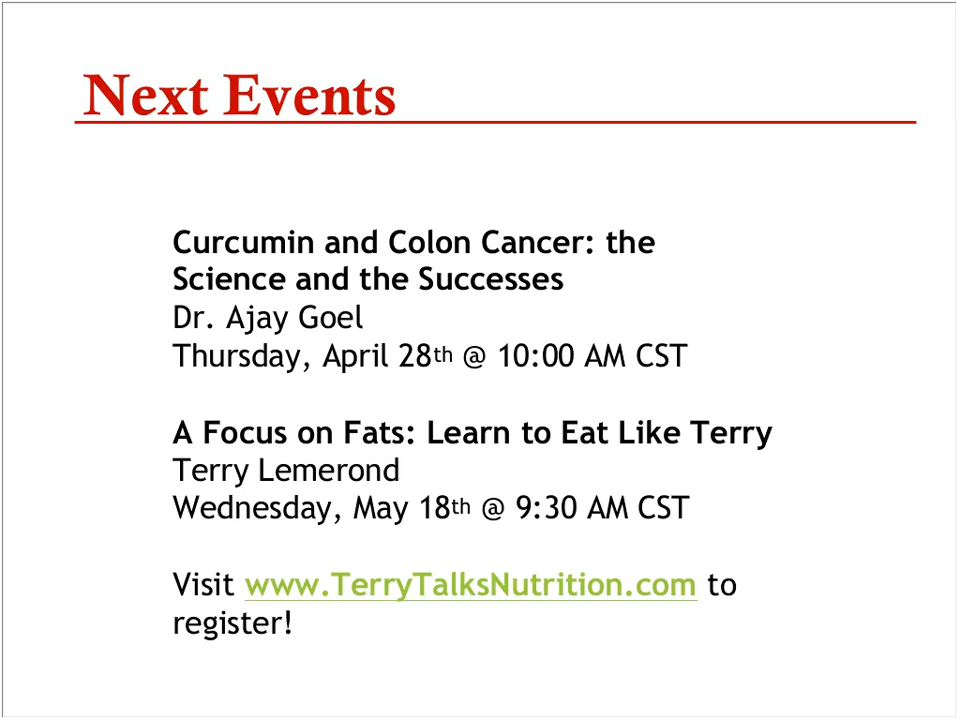 Next Events
Curcumin and Colon Cancer: the
Science and the Successes
Dr. Ajay Goel
Thursday, April 28th @ 10:00 AM CST
A Focus on Fats: Learn to Eat Like Terry
Terry Lemerond
Wednesday, May 18th @ 9:30 AM CST
Visit www.TerryTalksNutrition.com to
register!